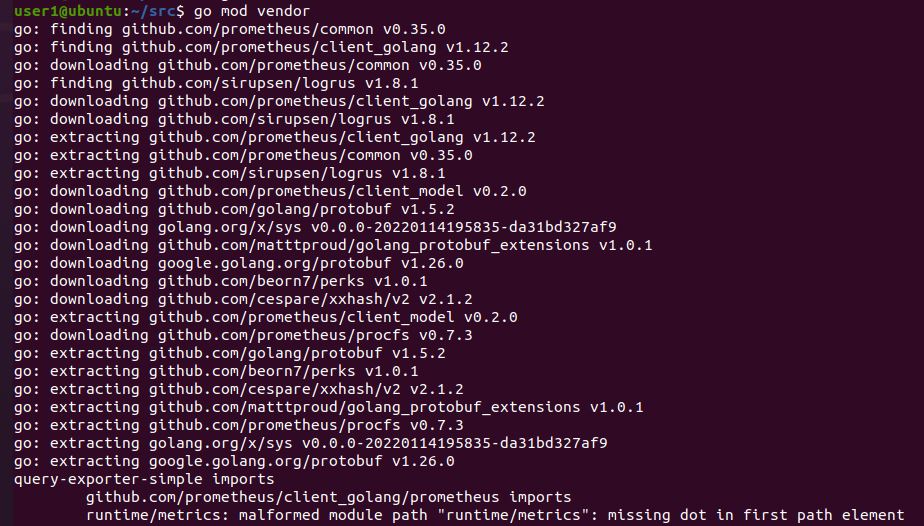 user1@ubuntu:~/src$ go mod vendor
go: finding github.com/prometheus/common v0.35.0
go: finding github.com/prometheus/client_golang v1.12.2
go: downloading github.com/prometheus/common v0.35.0
go: finding github.com/sirupsen/logrus v1.8.1
go: downloading github.com/prometheus/client_golang v1.12.2
go: downloading github.com/sirupsen/logrus v1.8.1
go: extracting github.com/prometheus/client_golang v1.12.2
go: extracting github.com/prometheus/common v0.35.0
go: extracting github.com/sirupsen/logrus v1.8.1
go: downloading github.com/prometheus/client_model v0.2.0
go: downloading github.com/golang/protobuf v1.5.2
go: downloading golang.org/x/sys v0.0.0-20220114195835-da31bd327af9
go: downloading github.com/matttproud/golang_protobuf_extensions v1.0.1
go: downloading google.golang.org/protobuf v1.26.0
go: downloading github.com/beorn7/perks v1.0.1
go: downloading github.com/cespare/xxhash/v2 v2.1.2
go: extracting github.com/prometheus/client_model v0.2.0
go: downloading github.com/prometheus/procfs v0.7.3
go: extracting github.com/golang/protobuf v1.5.2
go: extracting github.com/beorn7/perks v1.0.1
go: extracting github.com/cespare/xxhash/v2 v2.1.2
go: extracting github.com/matttproud/golang_protobuf_extensions v1.0.1
go: extracting github.com/prometheus/procfs v0.7.3
go: extracting golang.org/x/sys v0.0.0-20220114195835-da31bd327af9
go: extracting google.golang.org/protobuf v1.26.0
query-exporter-simple imports
        github.com/prometheus/client_golang/prometheus imports
        runtime/metrics: malformed module path "runtime/metrics": missing dot in first path element